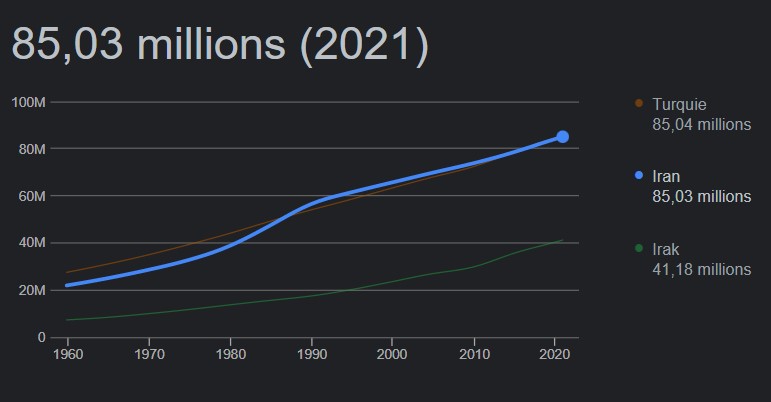 85,03 millions (2021)
100M
80M
60M
40M
20M
0
1960 1970 1980 1990 2000 2010 2020
Turquie
85,04 millions
Iran
85,03 millions
Irak
41,18 millions